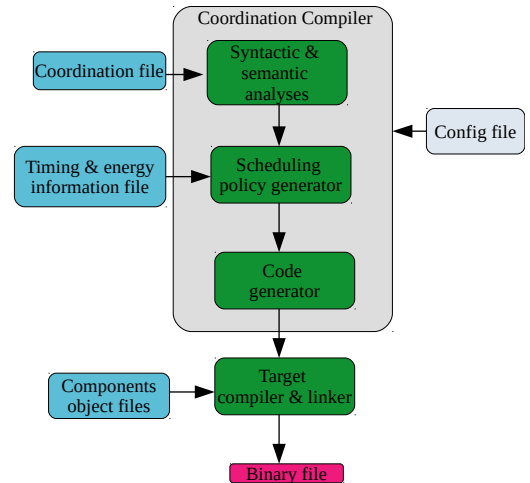 Coordination Compiler
Syntactic &
semantic
analyses
Coordination file
Config file
Timing & energy
information file
Scheduling
policy generator
Code
generator
Components
object files
Target
compiler & linker
Binary file